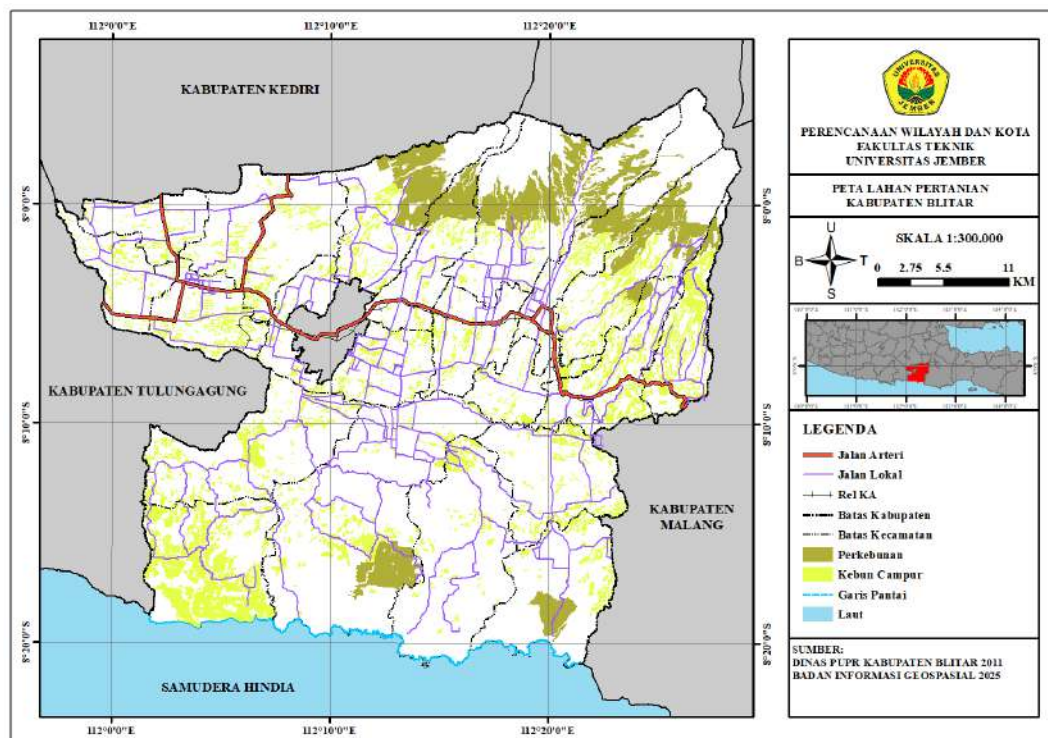 112°0'0"E
112°10'0"E
112°20'0"E
KABUPATEN KEDIRI
8°0'0"S
8°0'0"S
KABUPATEN TULUNGAGUNG
8°10'0"S
8°10'0"S
KABUPATEN
MALANG
8°20'0"S
8°20'0"S
SAMUDERA HINDIA
112°0'0"E
112°10'0"E
112°20'0"E
UNIVERSITAS
JEMBER
PERENCANAAN WILAYAH DAN KOTA
FAKULTAS TEKNIK
UNIVERSITAS JEMBER
PETA LAHAN PERTANIAN
KABUPATEN BLITAR
U
B
T
S
SKALA 1:300.000
0 2.75 5.5 11
KM
LEGENDA
Jalan Arteri
Jalan Lokal
Rel KA
Batas Kabupaten
Batas Kecamatan
Perkebunan
Kebun Campur
Garis Pantai
Laut
SUMBER:
DINAS PUPR KABUPATEN BLITAR 2011
BADAN INFORMASI GEOSPASIAL 2025